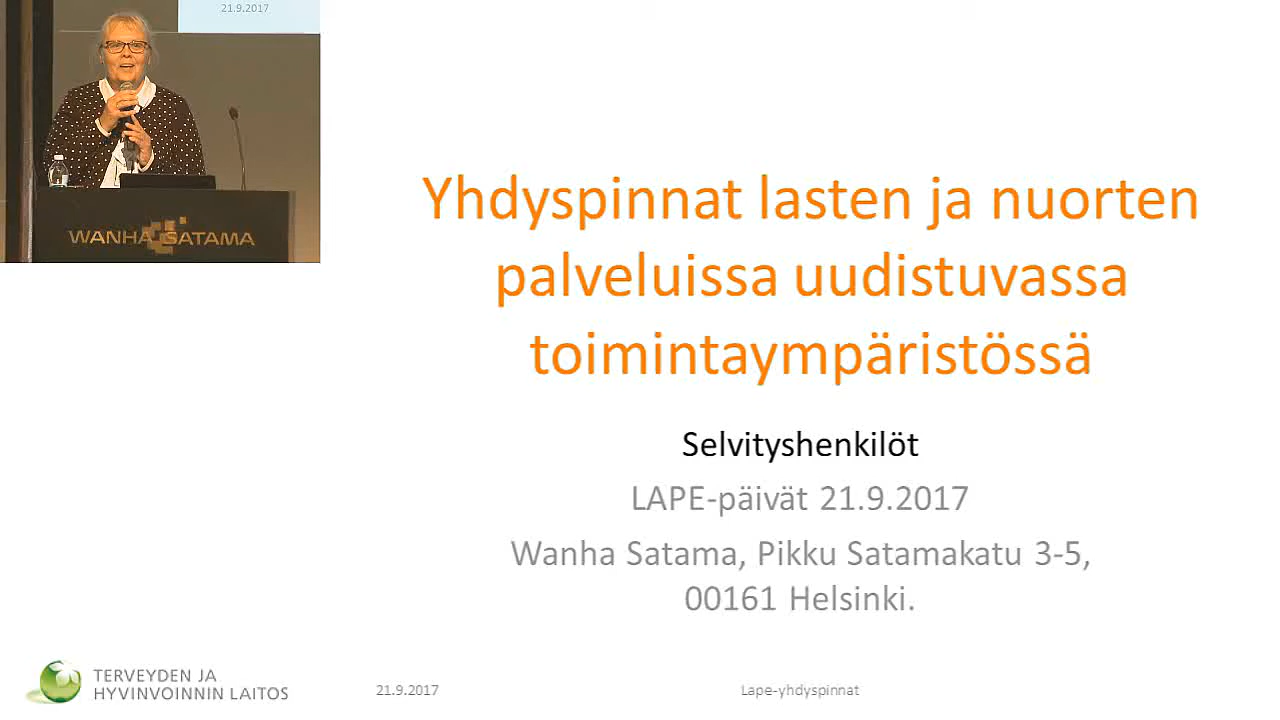 21.9.2017
WANHA SATAMA
Yhdyspinnat lasten ja nuorten
palveluissa uudistuvassa
toimintaympäristössä
Selvityshenkilöt
LAPE-päivät 21.9.2017
Wanha Satama, Pikku Satamakatu 3-5,
00161 Helsinki.
TERVEYDEN JA
HYVINVOINNIN LAITOS
21.9.2017
Lape-yhdyspinnat